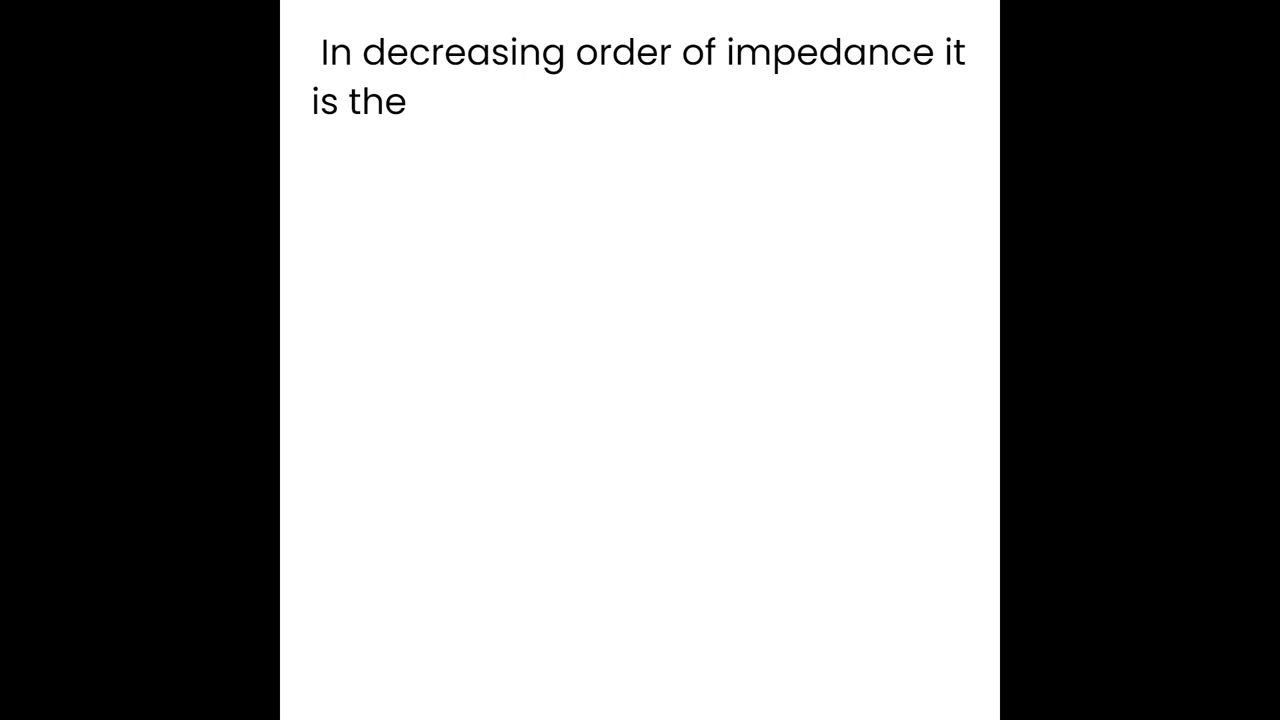 In decreasing order of impedance it
is the